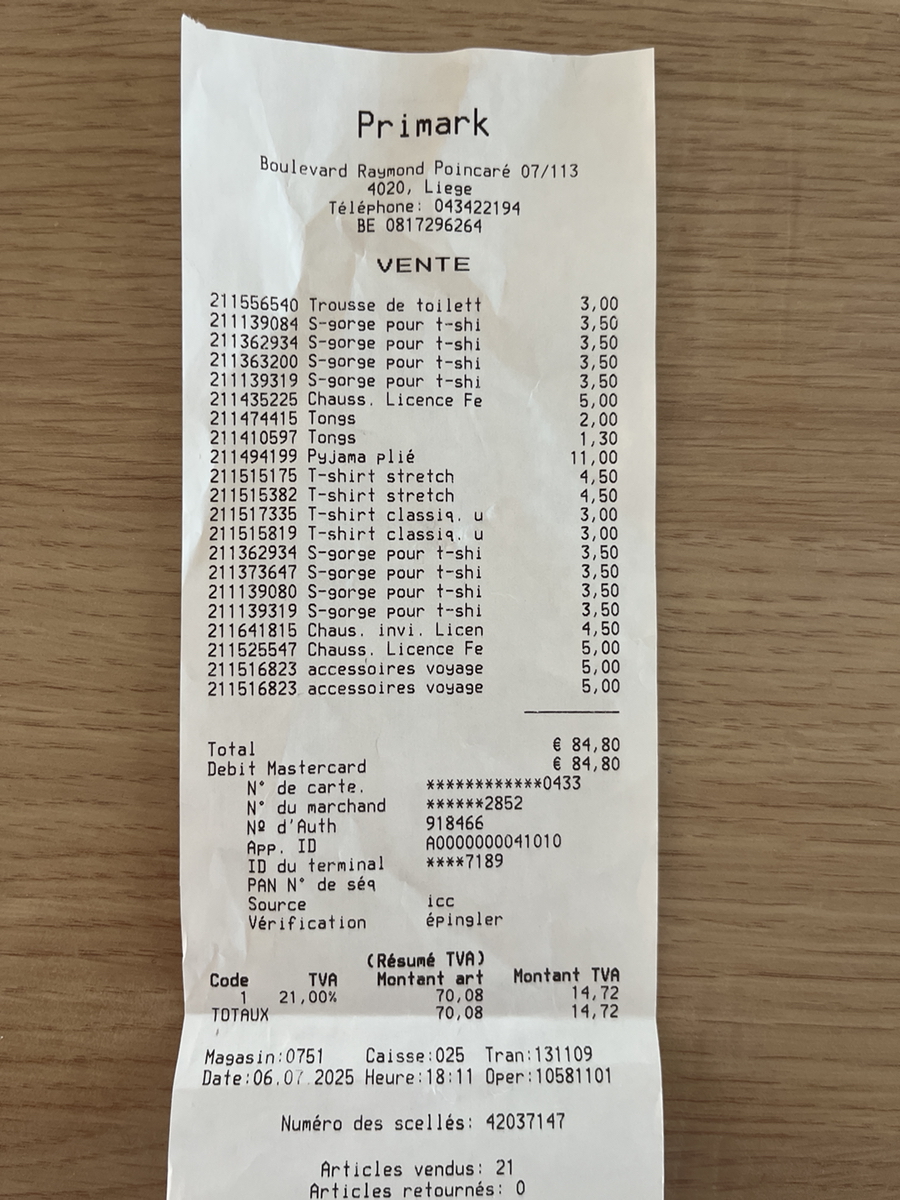 Primark
Boulevard Raymond Poincaré 07/113
4020, Liege
Téléphone: 043422194
BE 0817296264
VENTE
211556540 Trousse de toilett 3,00
211139084 S-gorge pour t-shi 3,50
211362934 S-gorge pour t-shi 3,50
211363200 S-gorge pour t-shi 3,50
211139319 S-gorge pour t-shi 3,50
211435225 Chauss. Licence Fe 5,00
211474415 Tongs 2,00
211410597 Tongs 1,30
211494199 Pyjama plié 11,00
211515175 T-shirt stretch 4,50
211515382 T-shirt stretch 4,50
211517335 T-shirt classiq. u 3,00
211515819 T-shirt classiq. u 3,00
211362934 S-gorge pour t-shi 3,50
211373647 S-gorge pour t-shi 3,50
211139080 S-gorge pour t-shi 3,50
211139319 S-gorge pour t-shi 3,50
211641815 Chaus. invi. Licen 4,50
211525547 Chauss. Licence Fe 5,00
211516823 accessoires voyage 5,00
211516823 accessoires voyage 5,00
Total € 84,80
Debit Mastercard € 84,80
N° de carte. ************0433
N° du marchand ******2852
Nº d'Auth 918466
App. ID A0000000041010
ID du terminal ****7189
PAN N° de séq
Source icc
Vérification épingler
(Résumé TVA)
Code TVA Montant art Montant TVA
1 21,00% 70,08 14,72
TOTAUX 70,08 14,72
Magasin:0751 Caisse:025 Tran:131109
Date:06.07.2025 Heure:18:11 Oper:10581101
Numéro des scellés: 42037147
Articles vendus: 21
Articles retournés: 0